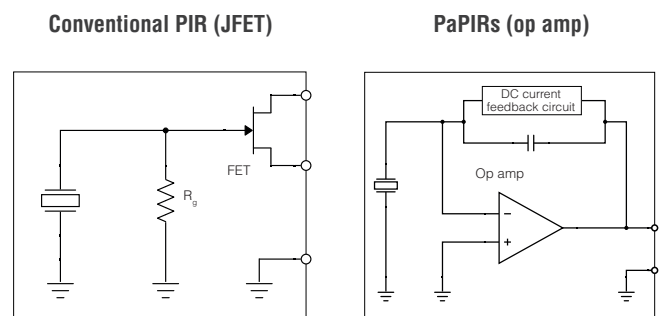 Conventional PIR (JFET)
PaPIRs (op amp)
FET
Rg
DC current
feedback circuit
Op amp
−
+